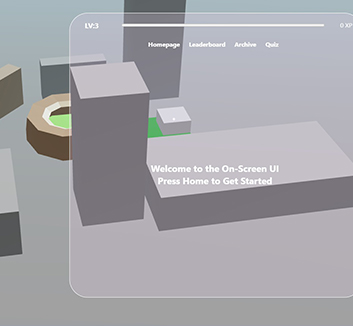 LV:3
0 XP
Homepage Leaderboard Archive Quiz
Welcome to the On-Screen UI
Press Home to Get Started